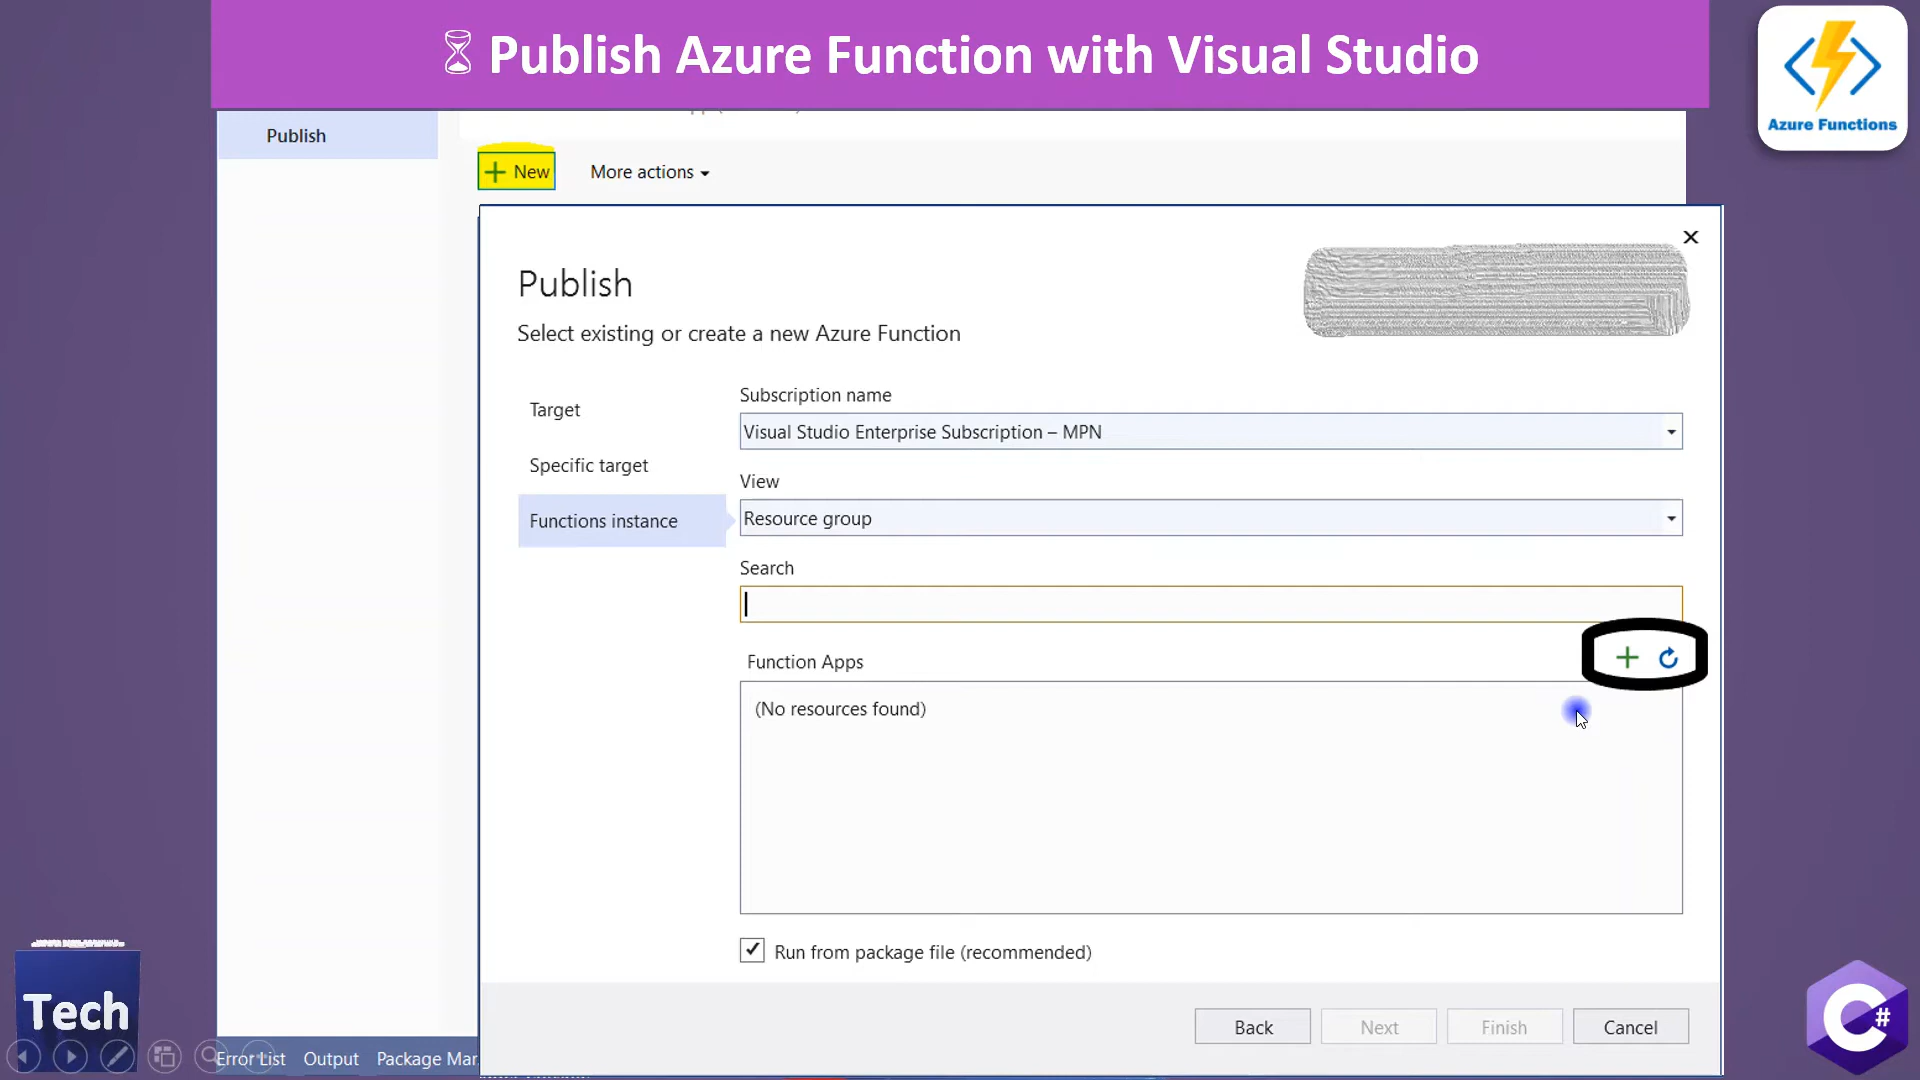 Publish Azure Function with Visual Studio
Azure Functions
Publish
+ New
More actions
Publish
Select existing or create a new Azure Function
Target
Specific target
Functions instance
Subscription name
Visual Studio Enterprise Subscription – MPN
View
Resource group
Search
Function Apps
(No resources found)
Run from package file (recommended)
Back
Next
Finish
Cancel
Tech
Error List
Output
Package Mar
C#